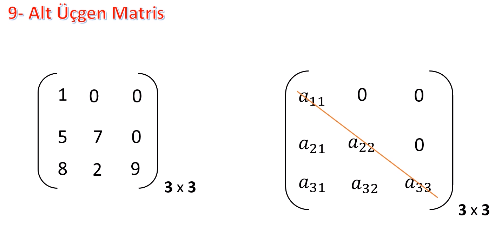 9- Alt Üçgen Matris
1 0 0
5 7 0
8 2 9
3 x 3
a₁₁ 0 0
a₂₁ a₂₂ 0
a₃₁ a₃₂ a₃₃
3 x 3